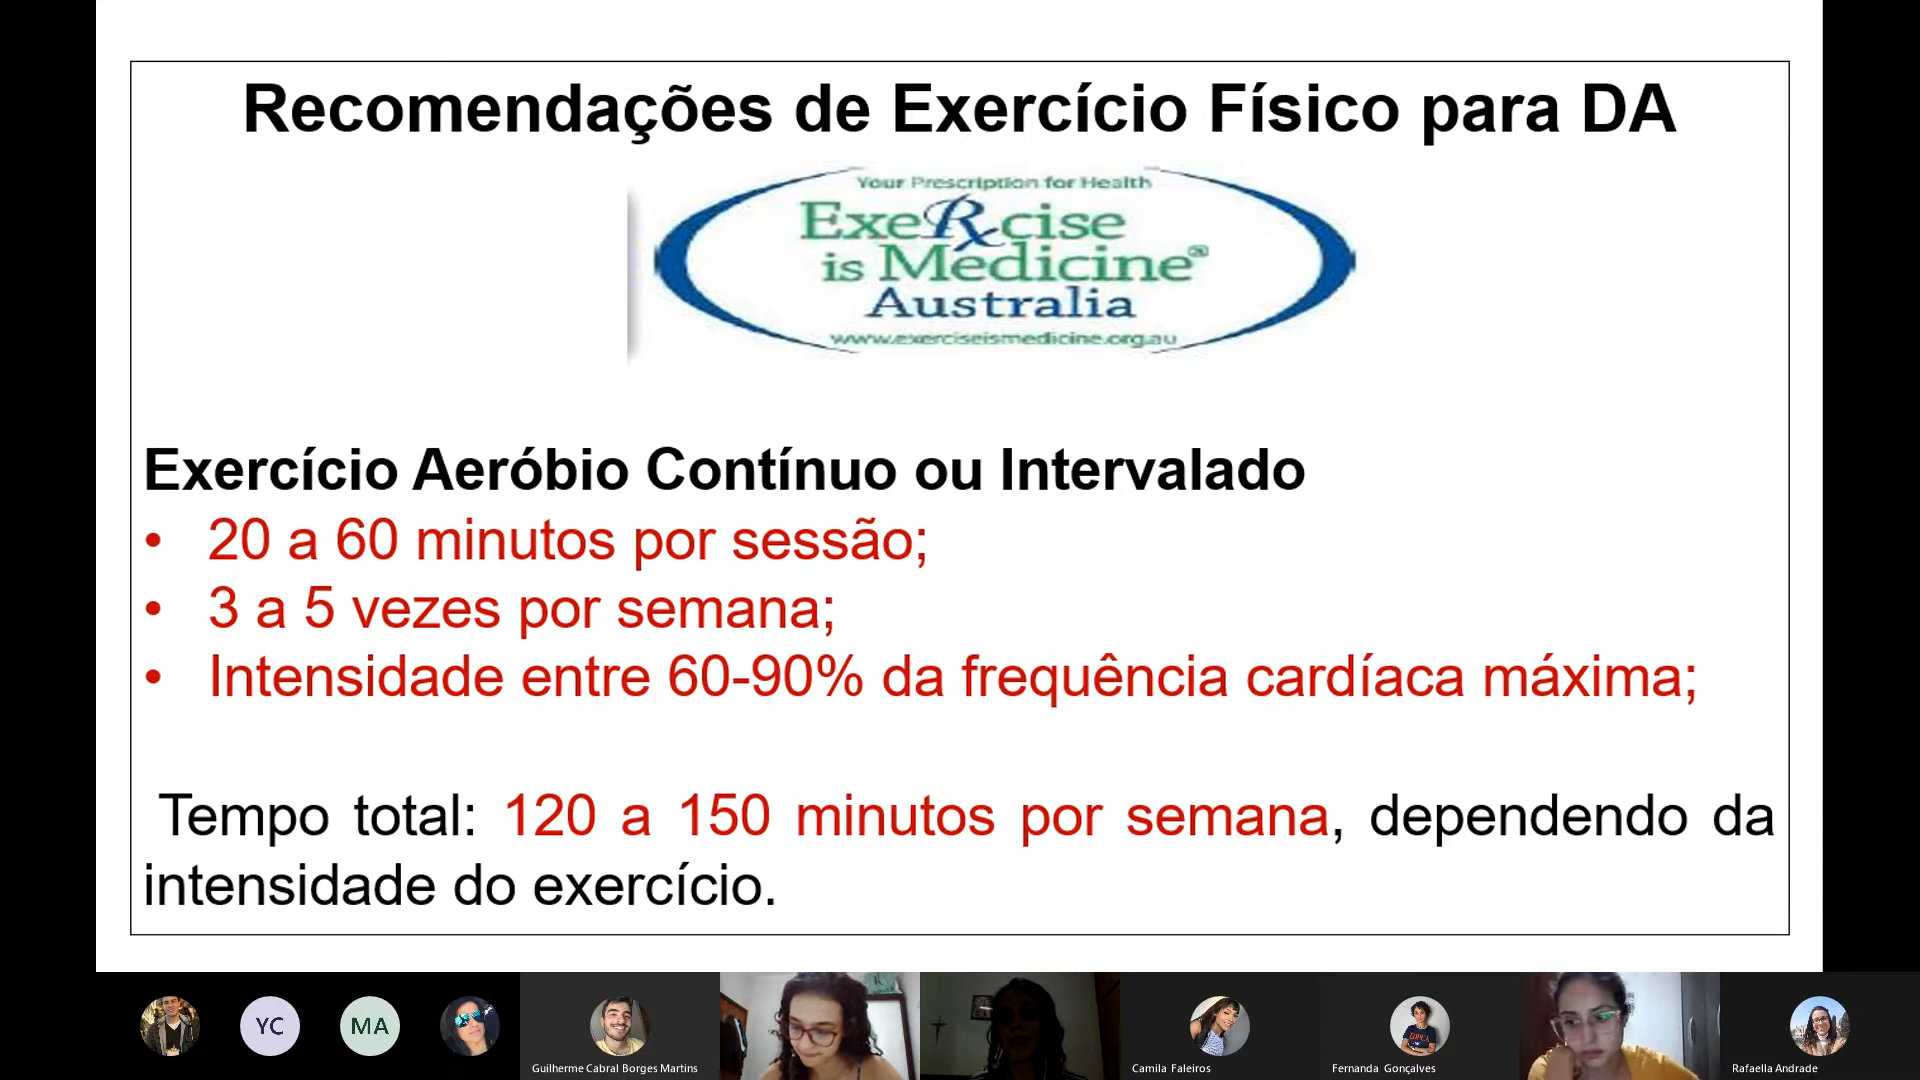 Recomendações de Exercício Físico para DA
Your Prescription for Health
ExeRxcise
is Medicine®
Australia
www.exerciseismedicine.org.au
Exercício Aeróbio Contínuo ou Intervalado
• 20 a 60 minutos por sessão;
• 3 a 5 vezes por semana;
• Intensidade entre 60-90% da frequência cardíaca máxima;
Tempo total: 120 a 150 minutos por semana, dependendo da
intensidade do exercício.
YC
MA
Guilherme Cabral Borges Martins
Camila Faleiros
Fernanda Gonçalves
Rafaella Andrade